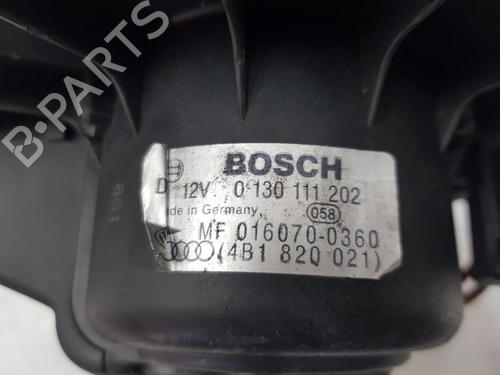 B-PARTS
BOSCH
D 12V 0 130 111 202
de in Germany 058
MF 016070-0360
(4B1 820 021)